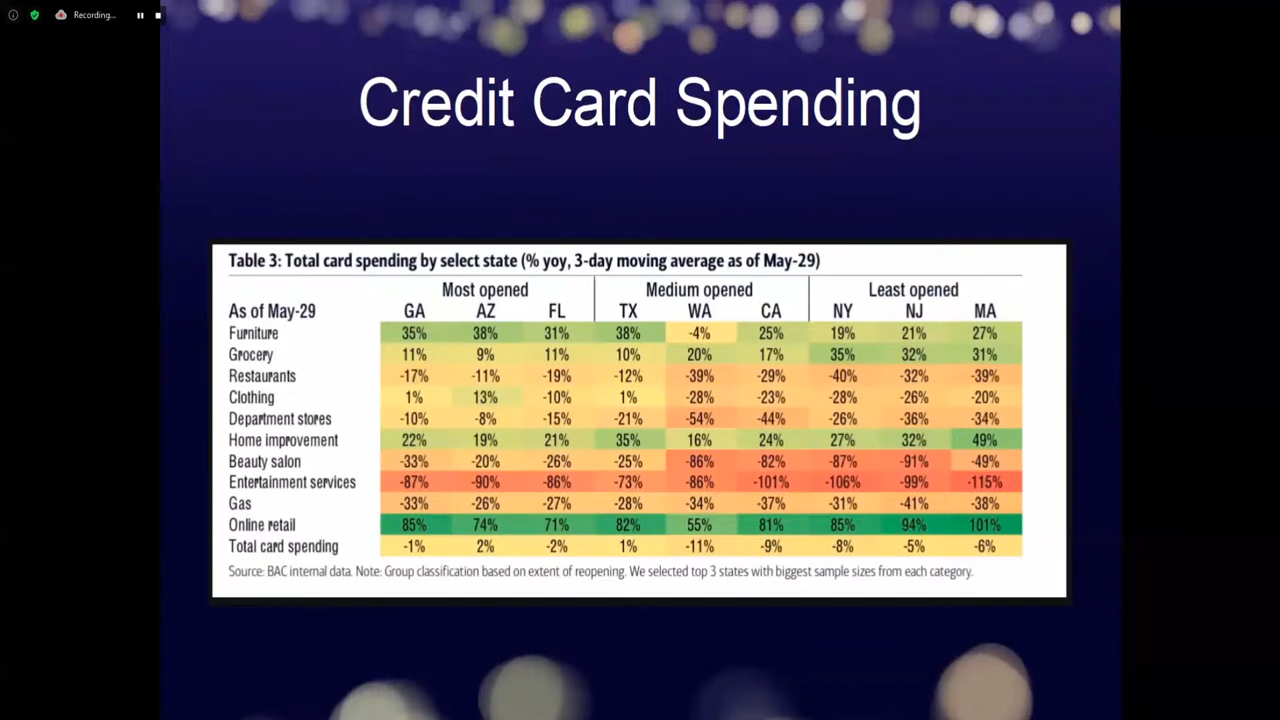 Recording...
Credit Card Spending
Table 3: Total card spending by select state (% yoy, 3-day moving average as of May-29)
Most opened Medium opened Least opened
As of May-29 GA AZ FL TX WA CA NY NJ MA
Furniture 35% 38% 31% 38% -4% 25% 19% 21% 27%
Grocery 11% 9% 11% 10% 20% 17% 35% 32% 31%
Restaurants -17% -11% -19% -12% -39% -29% -40% -32% -39%
Clothing 1% 13% -10% 1% -28% -23% -28% -26% -20%
Department stores -10% -8% -15% -21% -54% -44% -26% -36% -34%
Home improvement 22% 19% 21% 35% 16% 24% 27% 32% 49%
Beauty salon -33% -20% -26% -25% -86% -82% -87% -91% -49%
Entertainment services -87% -90% -86% -73% -86% -101% -106% -99% -115%
Gas -33% -26% -27% -28% -34% -37% -31% -41% -38%
Online retail 85% 74% 71% 82% 55% 81% 85% 94% 101%
Total card spending -1% 2% -2% 1% -11% -9% -8% -5% -6%
Source: BAC internal data. Note: Group classification based on extent of reopening. We selected top 3 states with biggest sample sizes from each category.